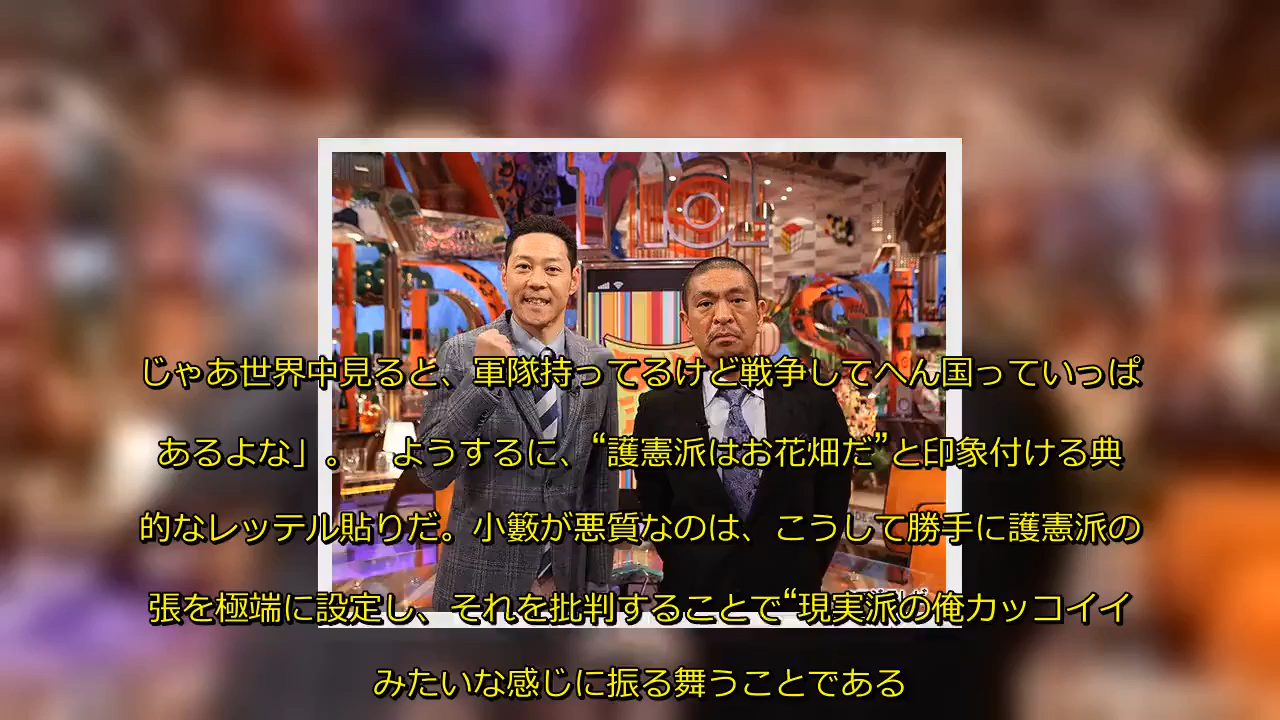 じゃあ世界中見ると、軍隊持ってるけど戦争してへん国っていっぱ
あるよな」。　ようするに、“護憲派はお花畑だ”と印象付ける典
的なレッテル貼りだ。小籔が悪質なのは、こうして勝手に護憲派の
張を極端に設定し、それを批判することで“現実派の俺カッコイイ
みたいな感じに振る舞うことである